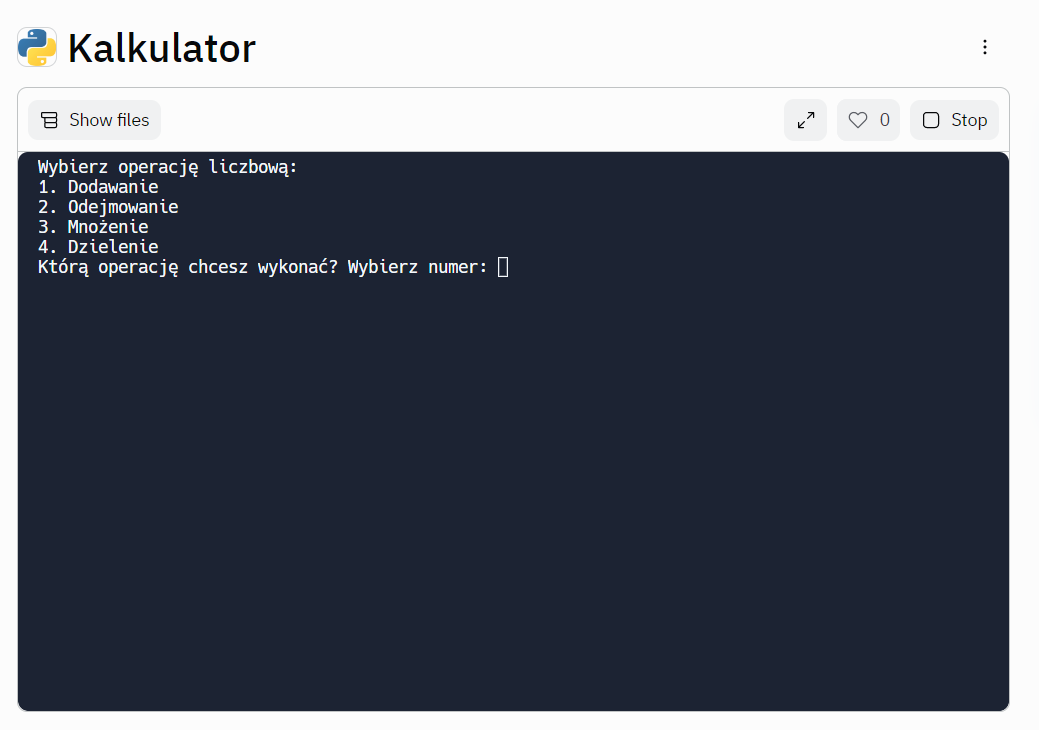 Kalkulator
Show files
0
Stop
Wybierz operację liczbową:
1. Dodawanie
2. Odejmowanie
3. Mnożenie
4. Dzielenie
Którą operację chcesz wykonać? Wybierz numer: